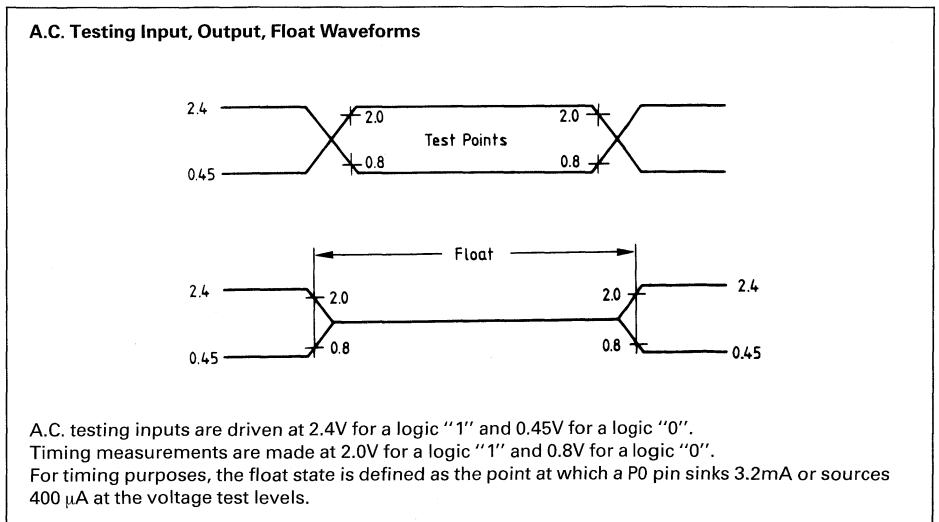 A.C. Testing Input, Output, Float Waveforms
2.4
2.0
2.0
Test Points
0.8
0.8
0.45
Float
2.4
2.4
2.0
2.0
0.8
0.8
0.45
0.45
A.C. testing inputs are driven at 2.4V for a logic "1" and 0.45V for a logic "0".
Timing measurements are made at 2.0V for a logic "1" and 0.8V for a logic "0".
For timing purposes, the float state is defined as the point at which a P0 pin sinks 3.2mA or sources
400 µA at the voltage test levels.